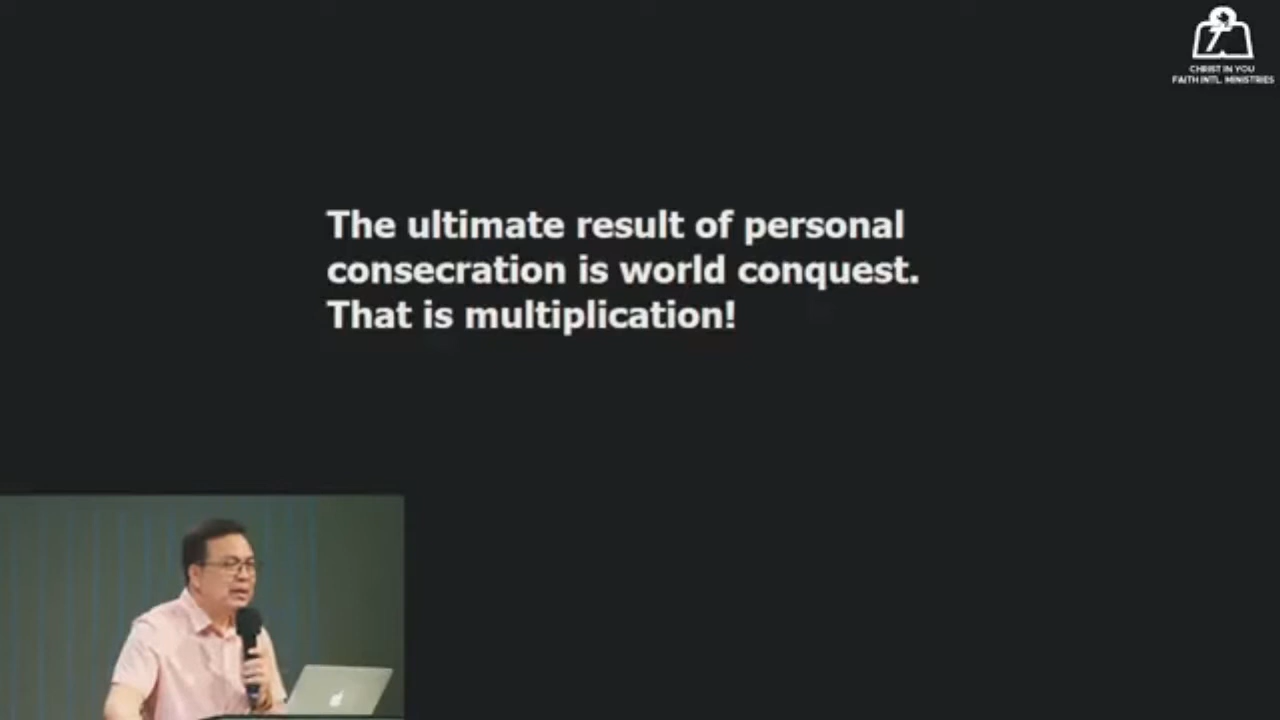 CHRIST IN YOU
FAITH INTL. MINISTRIES
The ultimate result of personal
consecration is world conquest.
That is multiplication!